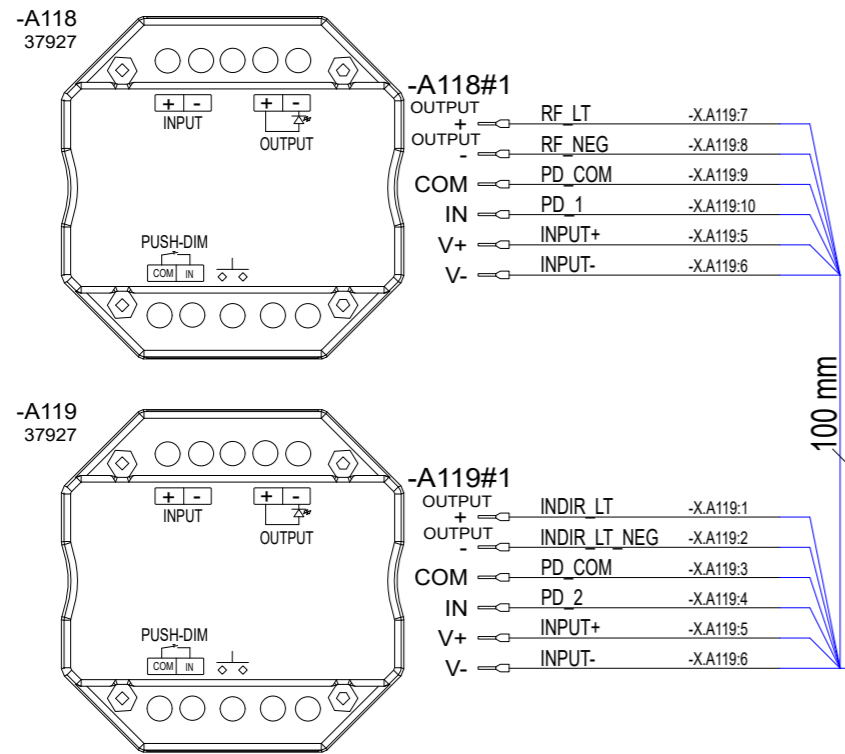 -A118
37927
+ -
INPUT
+ -
OUTPUT
PUSH-DIM
COM IN
-A118#1
OUTPUT
+ RF_LT -X.A119:7
OUTPUT
- RF_NEG -X.A119:8
COM PD_COM -X.A119:9
IN PD_1 -X.A119:10
V+ INPUT+ -X.A119:5
V- INPUT- -X.A119:6
100 mm
-A119
37927
+ -
INPUT
+ -
OUTPUT
PUSH-DIM
COM IN
-A119#1
OUTPUT
+ INDIR_LT -X.A119:1
OUTPUT
- INDIR_LT_NEG -X.A119:2
COM PD_COM -X.A119:3
IN PD_2 -X.A119:4
V+ INPUT+ -X.A119:5
V- INPUT- -X.A119:6